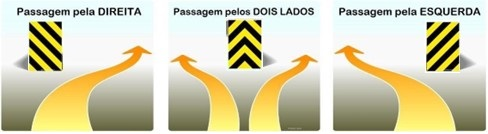 Passagem pela DIREITA
Passagem pelos DOIS LADOS
Passagem pela ESQUERDA